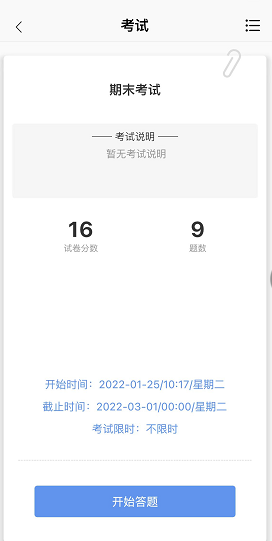 考试
期末考试
考试说明
暂无考试说明
16
9
试卷分数
题数
开始时间：2022-01-25/10:17/星期二
截止时间：2022-03-01/00:00/星期二
考试限时：不限时
开始答题